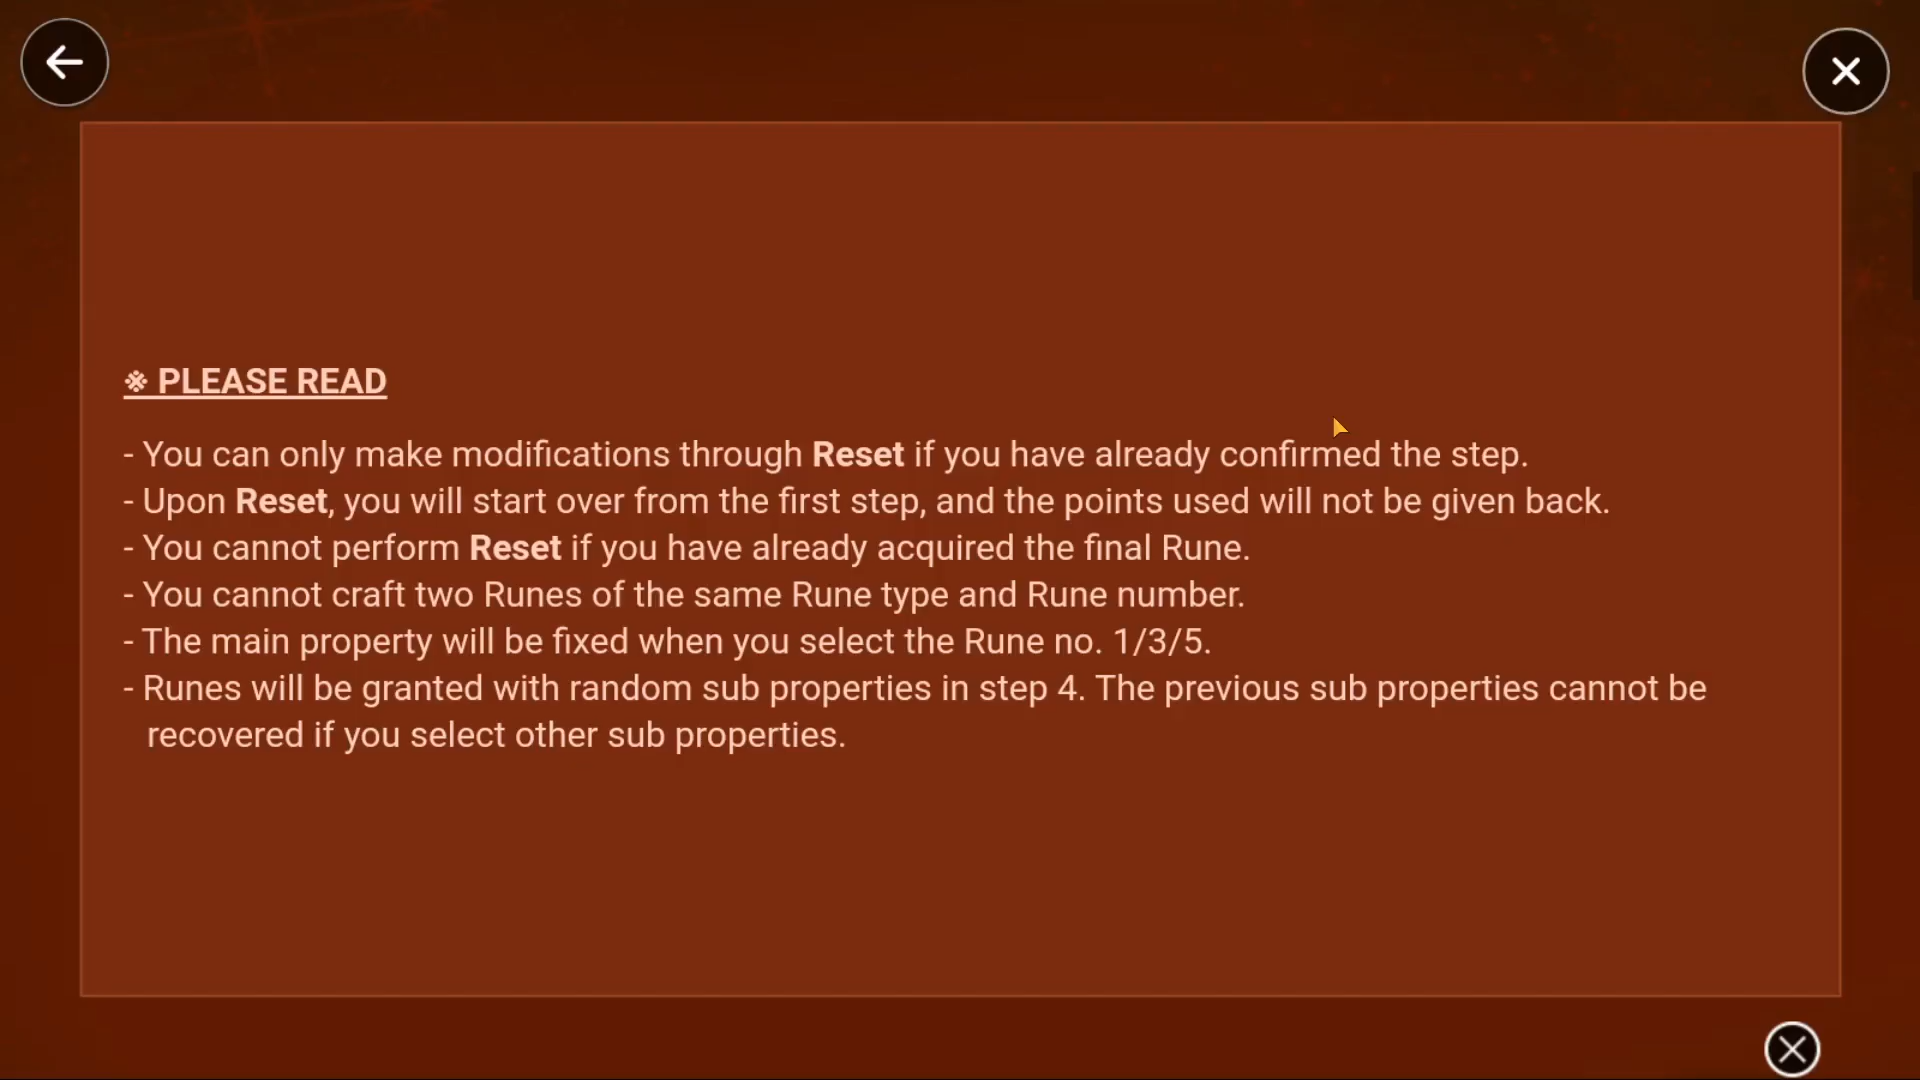 ※ PLEASE READ
- You can only make modifications through Reset if you have already confirmed the step.
- Upon Reset, you will start over from the first step, and the points used will not be given back.
- You cannot perform Reset if you have already acquired the final Rune.
- You cannot craft two Runes of the same Rune type and Rune number.
- The main property will be fixed when you select the Rune no. 1/3/5.
- Runes will be granted with random sub properties in step 4. The previous sub properties cannot be
recovered if you select other sub properties.